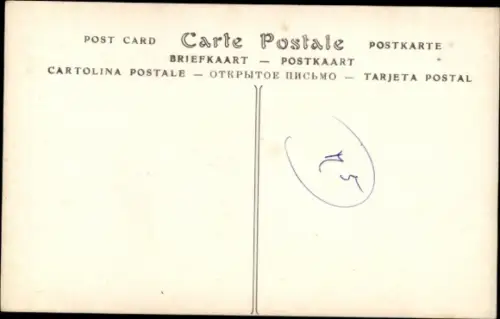 POST CARD Carte Postale POSTKARTE
BRIEFKAART — POSTKAART
CARTOLINA POSTALE — ОТКРЫТОЕ ПИСЬМО — TARJETA POSTAL